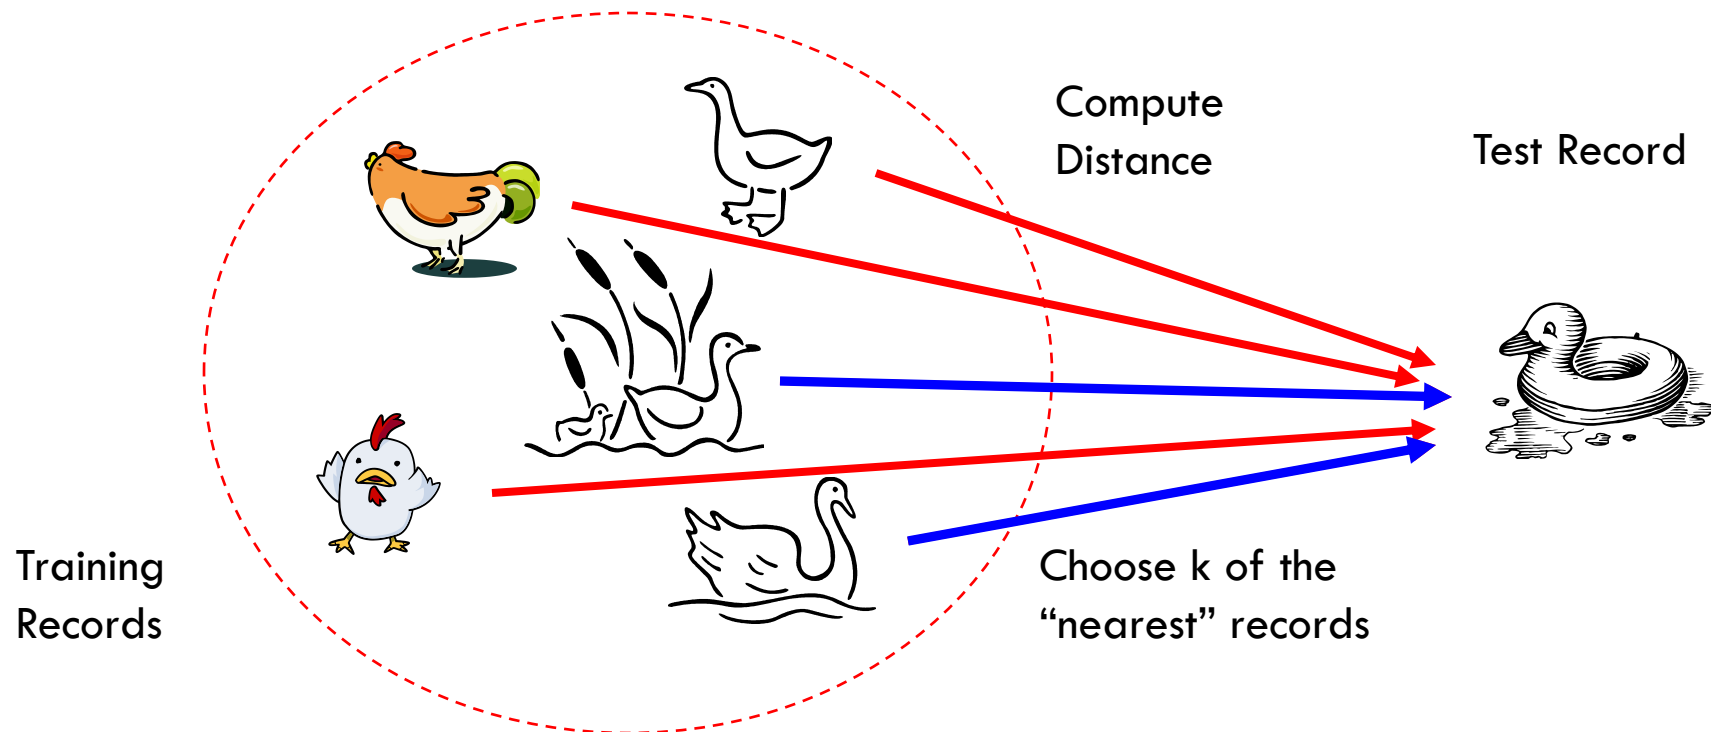 Compute
Distance
Test Record
Training
Records
Choose k of the
“nearest” records